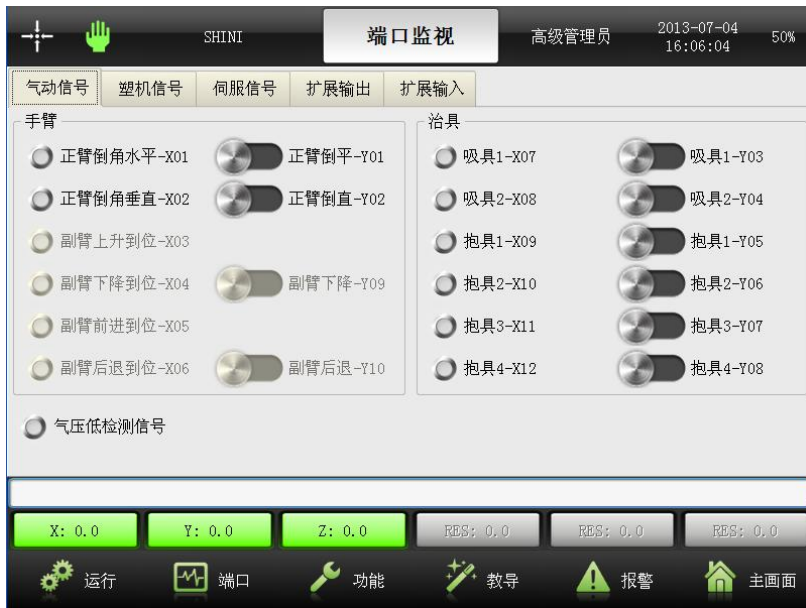 SHINI 端口监视 高级管理员 2013-07-04 16:06:04 50%
气动信号 塑机信号 伺服信号 扩展输出 扩展输入
手臂
正臂倒角水平-X01 正臂倒平-Y01
正臂倒角垂直-X02 正臂倒直-Y02
副臂上升到位-X03
副臂下降到位-X04 副臂下降-Y09
副臂前进到位-X05
副臂后退到位-X06 副臂后退-Y10
治具
吸具1-X07 吸具1-Y03
吸具2-X08 吸具2-Y04
抱具1-X09 抱具1-Y05
抱具2-X10 抱具2-Y06
抱具3-X11 抱具3-Y07
抱具4-X12 抱具4-Y08
气压低检测信号
X: 0.0 Y: 0.0 Z: 0.0 RES: 0.0 RES: 0.0 RES: 0.0
运行 端口 功能 教导 报警 主画面